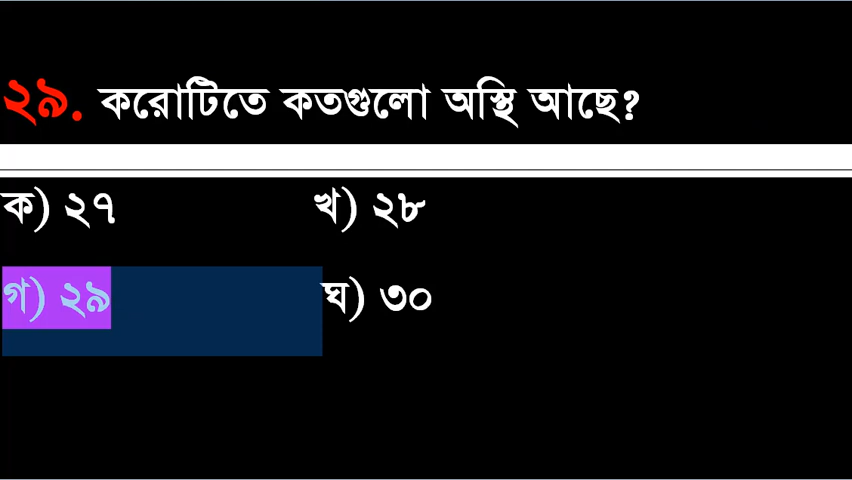 ২৯. করোটিতে কতগুলো অস্থি আছে?
ক) ২৭ খ) ২৮
গ) ২৯ ঘ) ৩০